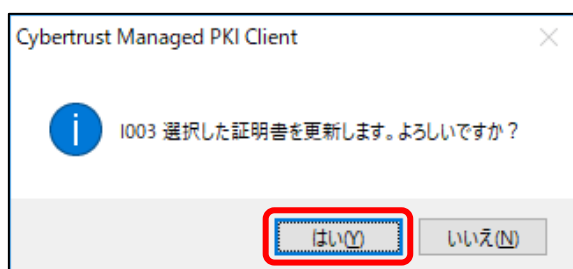 Cybertrust Managed PKI Client
I003 選択した証明書を更新します。よろしいですか？
はい(Y) いいえ(N)